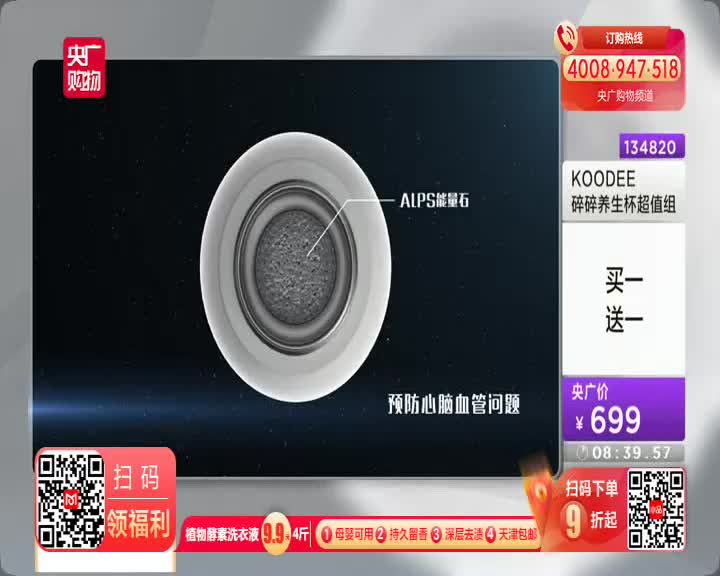 央广
购物
订购热线
4008·947·518
央广购物频道
134820
KOODEE
碎碎养生杯超值组
ALPS能量石
买一
送一
预防心脑血管问题
央广价
¥699
08:39.57
扫码
领福利
植物酵素洗衣液 9.9元 4斤 1母婴可用 2持久留香 3深层去渍 4天津包邮
扫码下单
9折起